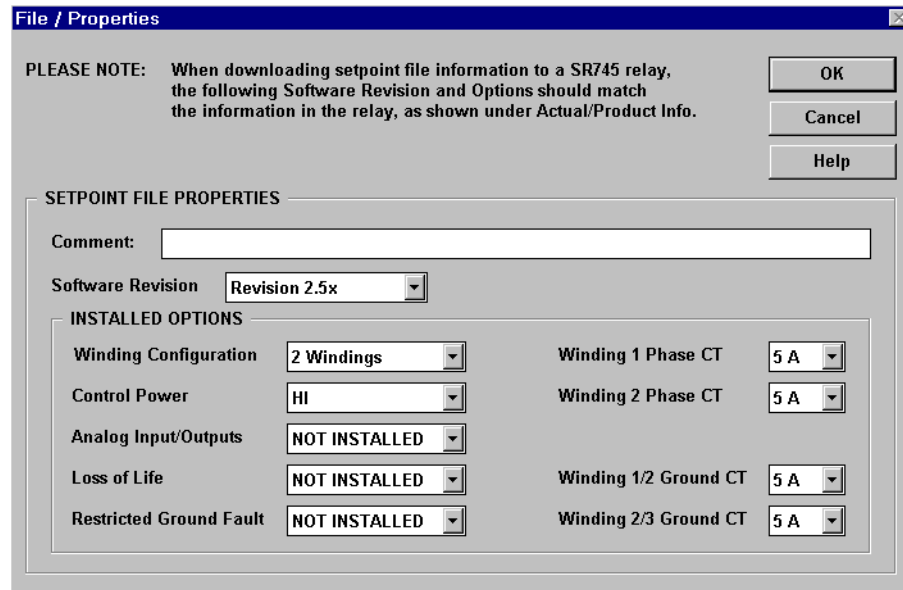 File / Properties
PLEASE NOTE: When downloading setpoint file information to a SR745 relay,
the following Software Revision and Options should match
the information in the relay, as shown under Actual/Product Info.
OK
Cancel
Help
SETPOINT FILE PROPERTIES
Comment:
Software Revision Revision 2.5x
INSTALLED OPTIONS
Winding Configuration 2 Windings Winding 1 Phase CT 5 A
Control Power HI Winding 2 Phase CT 5 A
Analog Input/Outputs NOT INSTALLED
Loss of Life NOT INSTALLED Winding 1/2 Ground CT 5 A
Restricted Ground Fault NOT INSTALLED Winding 2/3 Ground CT 5 A